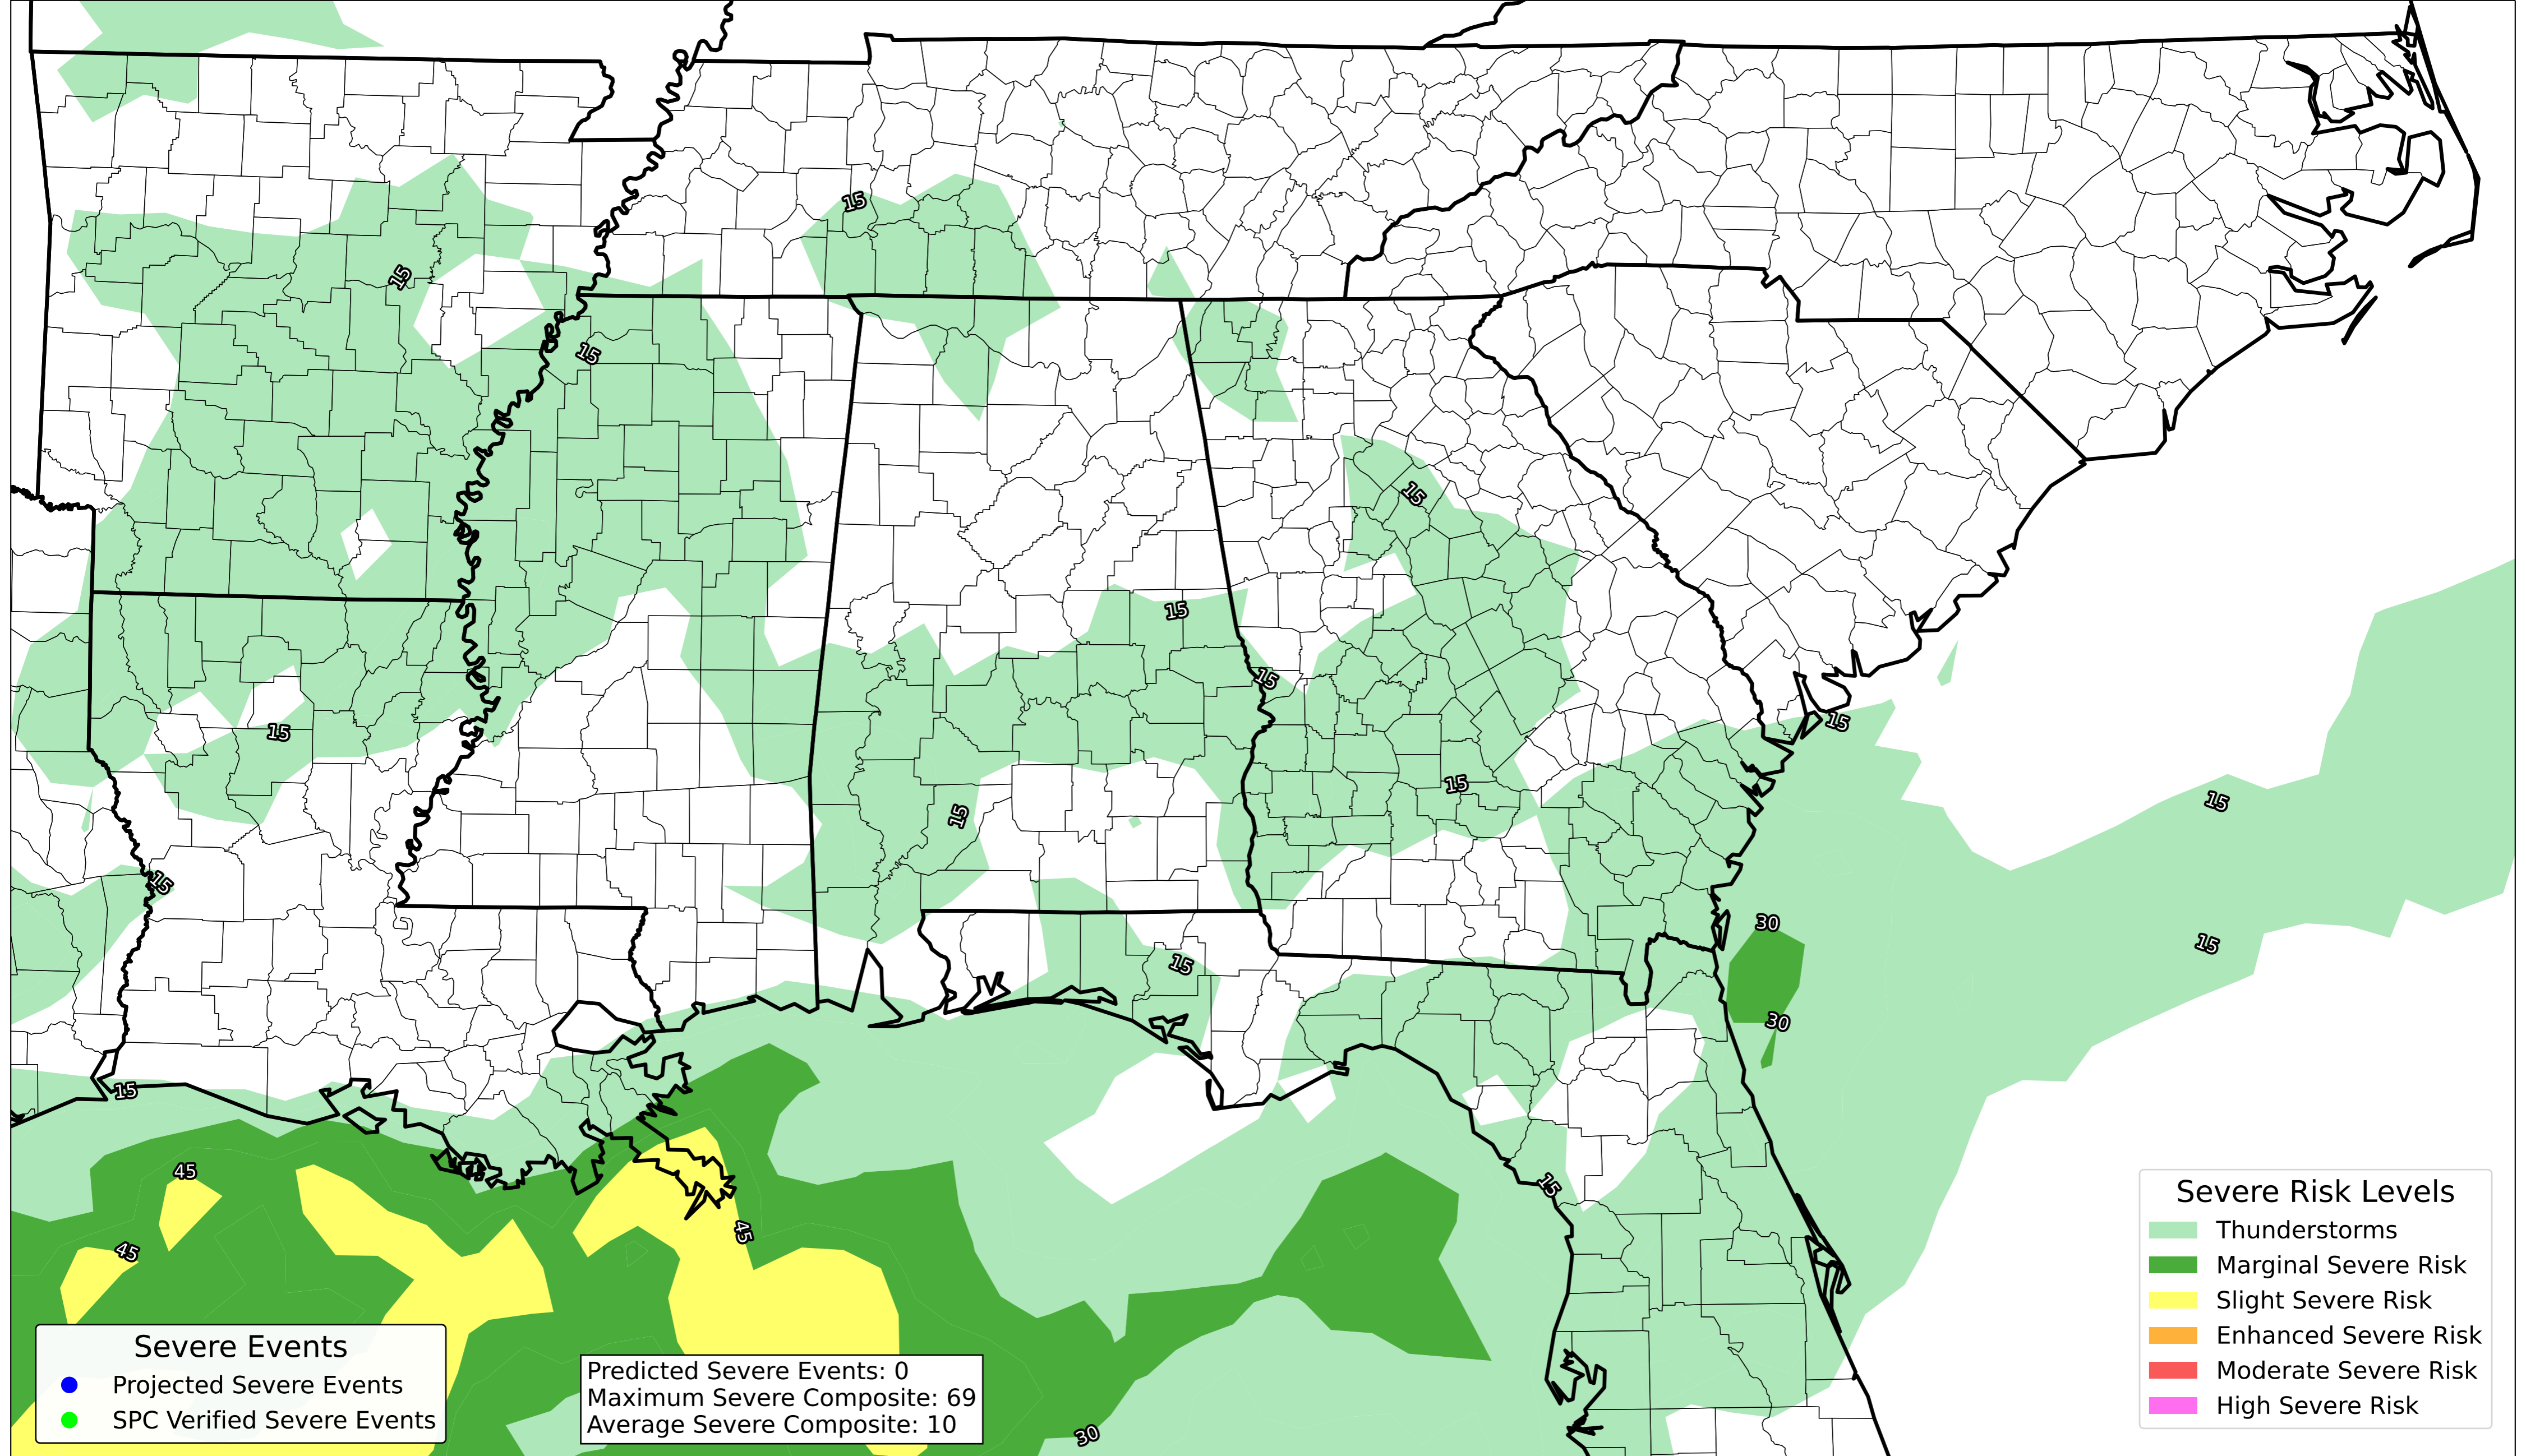 15
15
15
15
15
15
15
15
15
15
15
15
30
15
15
30
15
45
15
45
45
30
Severe Events
Projected Severe Events
SPC Verified Severe Events
Predicted Severe Events: 0
Maximum Severe Composite: 69
Average Severe Composite: 10
Severe Risk Levels
Thunderstorms
Marginal Severe Risk
Slight Severe Risk
Enhanced Severe Risk
Moderate Severe Risk
High Severe Risk